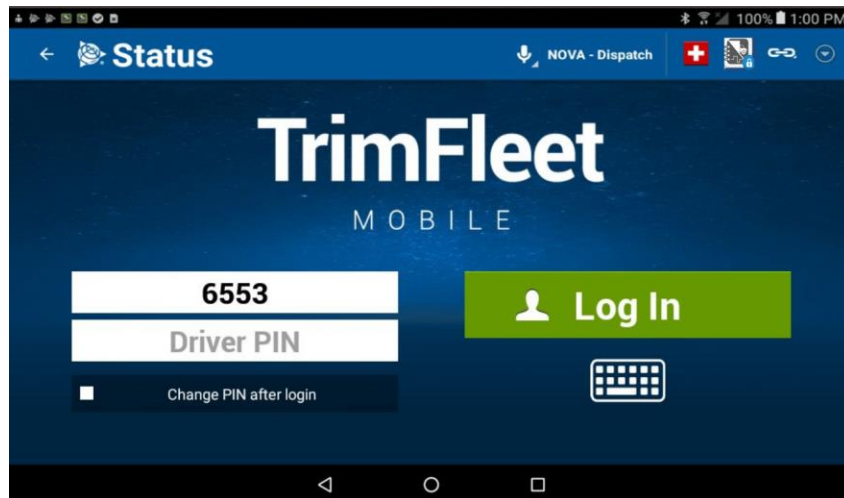 100% 1:00 PM
Status
NOVA - Dispatch
TrimFleet
MOBILE
6553
Log In
Driver PIN
Change PIN after login